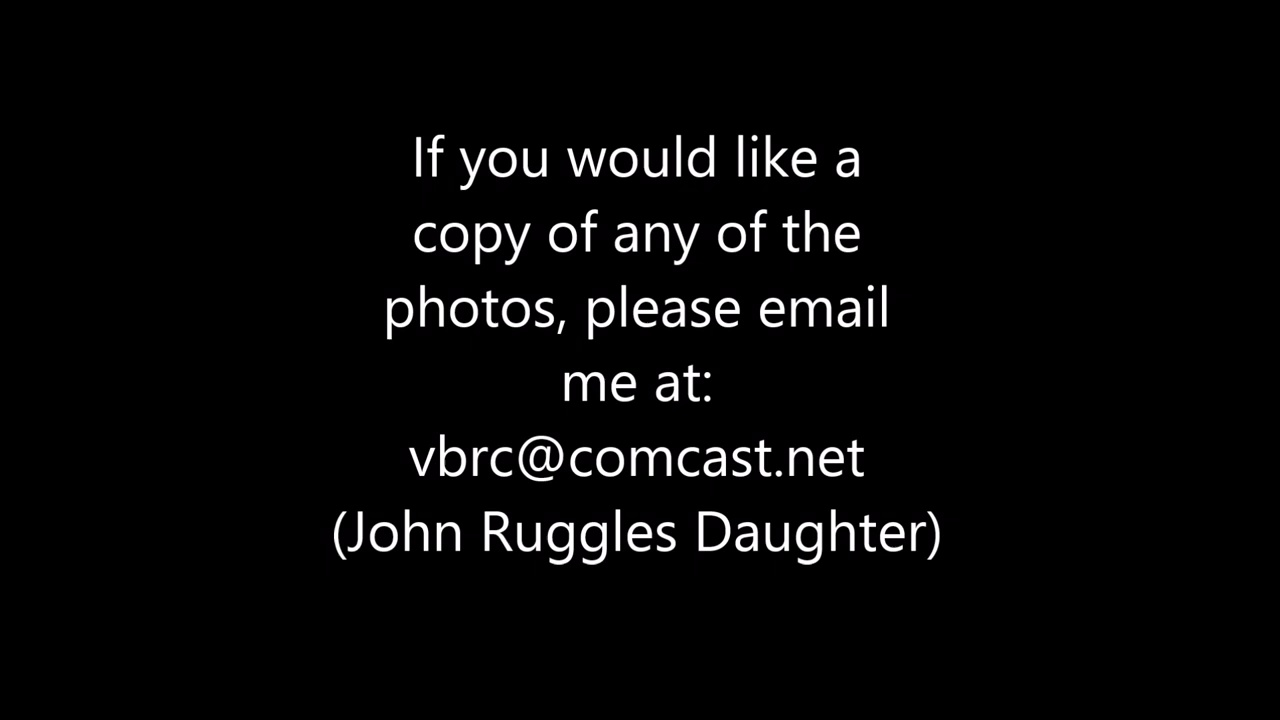 If you would like a
copy of any of the
photos, please email
me at:
vbrc@comcast.net
(John Ruggles Daughter)